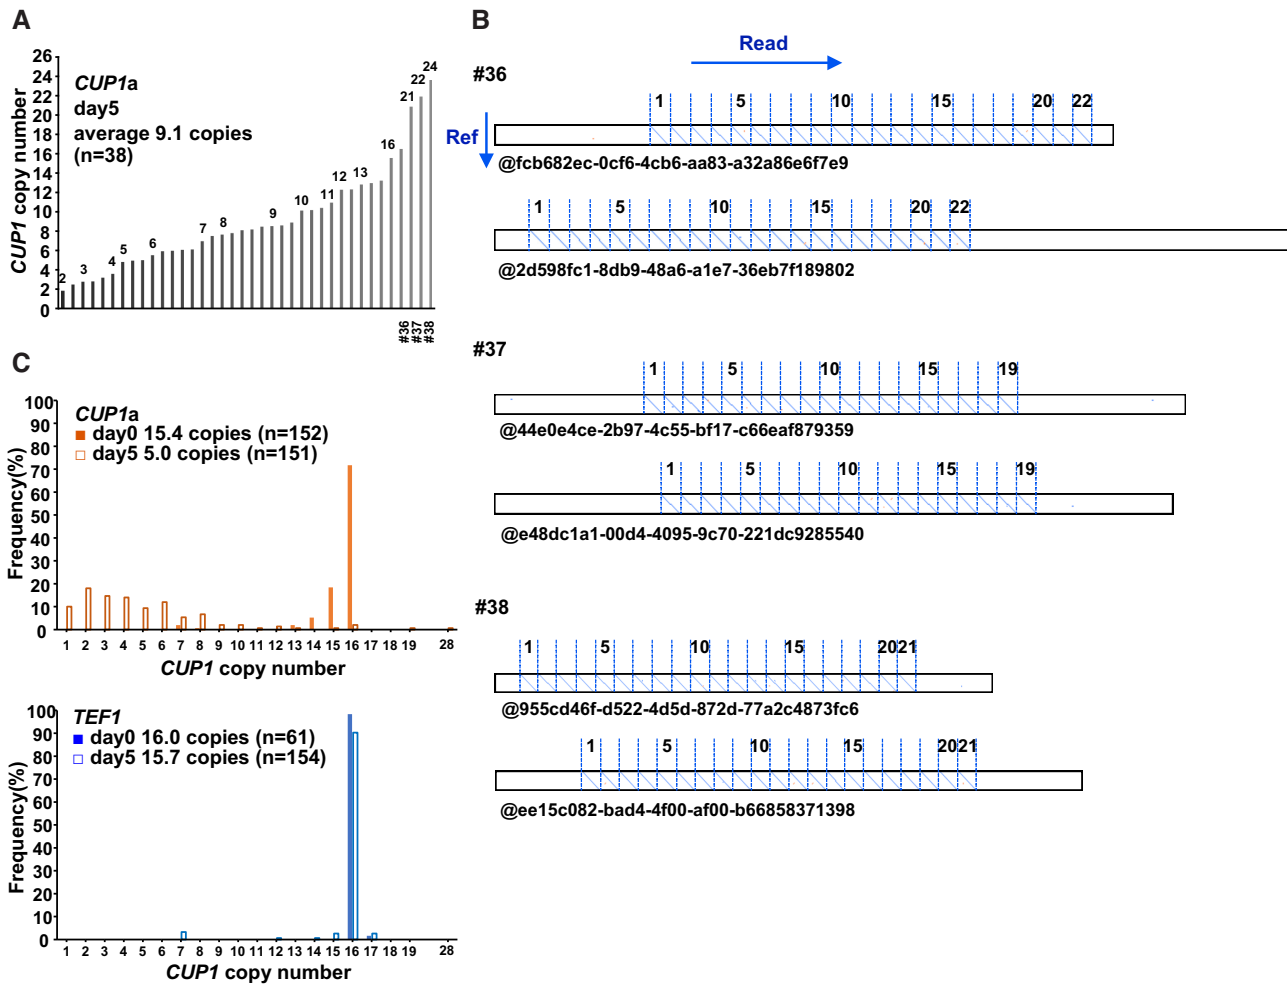 A
CUP1 copy number
26
24
22
20
18
16
14
12
10
8
6
4
2
0
CUP1a
day5
average 9.1 copies
(n=38)
2 3 4 5 6 7 8 9 10 11 12 13 16 21 22 24
#36 #37 #38
B
Read
Ref
#36
1 5 10 15 20 22
@fcb682ec-0cf6-4cb6-aa83-a32a86e6f7e9
1 5 10 15 20 22
@2d598fc1-8db9-48a6-a1e7-36eb7f189802
#37
1 5 10 15 19
@44e0e4ce-2b97-4c55-bf17-c66eaf879359
1 5 10 15 19
@e48dc1a1-00d4-4095-9c70-221dc9285540
#38
1 5 10 15 20 21
@955cd46f-d522-4d5d-872d-77a2c4873fc6
1 5 10 15 20 21
@ee15c082-bad4-4f00-af00-b66858371398
C
Frequency(%)
100
90
80
70
60
50
40
30
20
10
0
CUP1a
day0 15.4 copies (n=152)
day5 5.0 copies (n=151)
1 2 3 4 5 6 7 8 9 10 11 12 13 14 15 16 17 18 19 28
CUP1 copy number
Frequency(%)
100
90
80
70
60
50
40
30
20
10
0
TEF1
day0 16.0 copies (n=61)
day5 15.7 copies (n=154)
1 2 3 4 5 6 7 8 9 10 11 12 13 14 15 16 17 18 19 28
CUP1 copy number